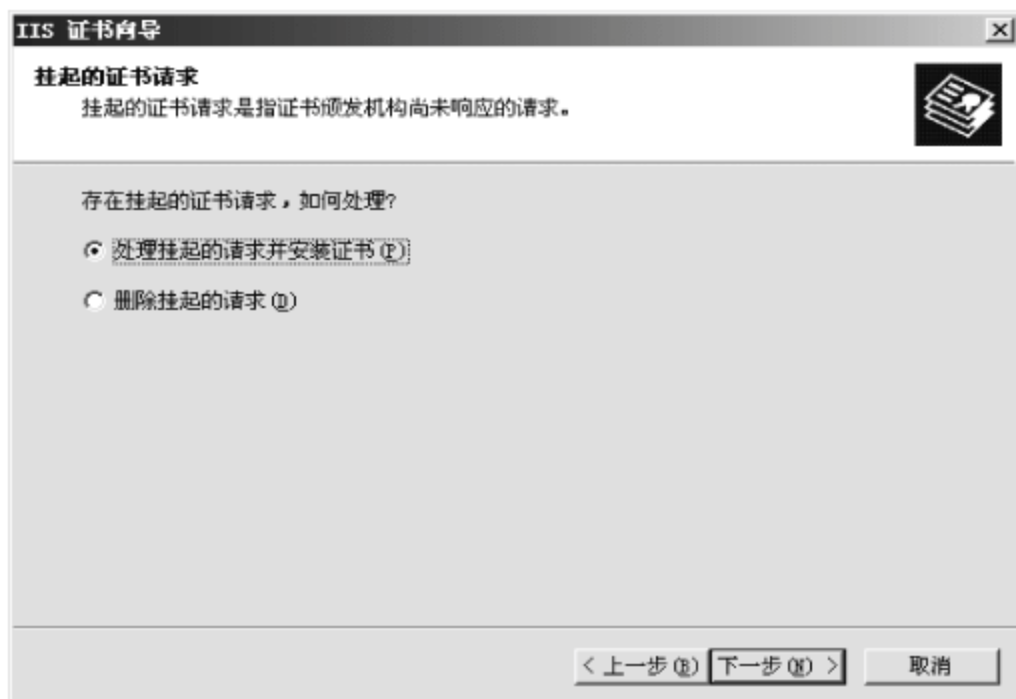 IIS 证书向导
挂起的证书请求
挂起的证书请求是指证书颁发机构尚未响应的请求。
存在挂起的证书请求，如何处理?
处理挂起的请求并安装证书(P)
删除挂起的请求(D)
< 上一步(B) 下一步(N) > 取消